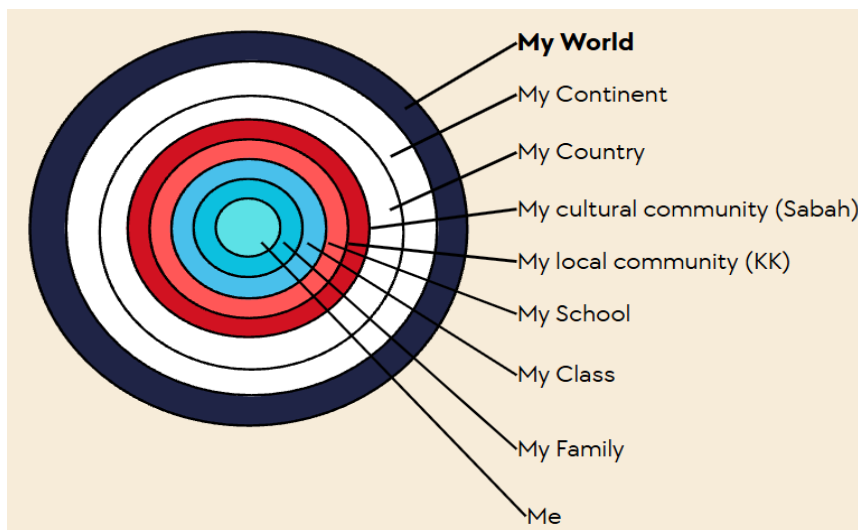 My World
My Continent
My Country
My cultural community (Sabah)
My local community (KK)
My School
My Class
My Family
Me